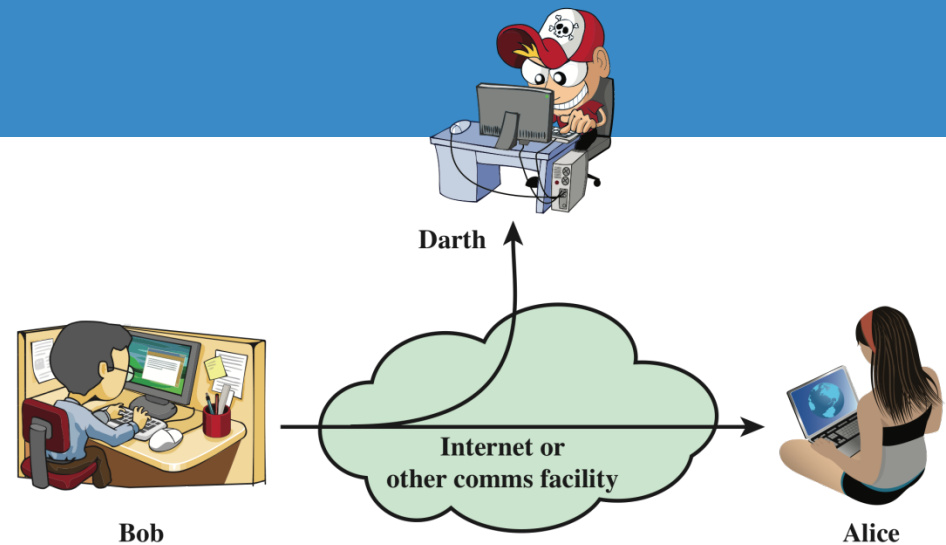 Darth
Internet or
other comms facility
Bob
Alice